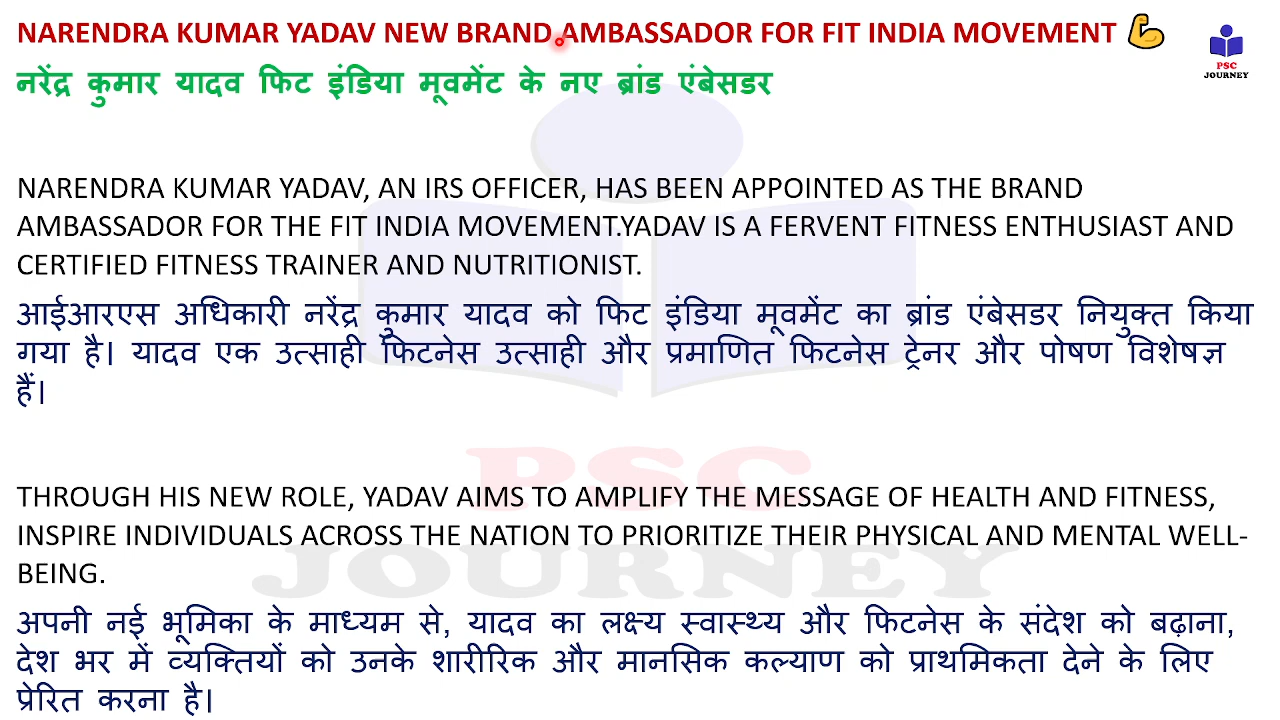 NARENDRA KUMAR YADAV NEW BRAND AMBASSADOR FOR FIT INDIA MOVEMENT 💪
नरेंद्र कुमार यादव फिट इंडिया मूवमेंट के नए ब्रांड एंबेसडर
PSC
JOURNEY
NARENDRA KUMAR YADAV, AN IRS OFFICER, HAS BEEN APPOINTED AS THE BRAND
AMBASSADOR FOR THE FIT INDIA MOVEMENT.YADAV IS A FERVENT FITNESS ENTHUSIAST AND
CERTIFIED FITNESS TRAINER AND NUTRITIONIST.
आईआरएस अधिकारी नरेंद्र कुमार यादव को फिट इंडिया मूवमेंट का ब्रांड एंबेसडर नियुक्त किया
गया है। यादव एक उत्साही फिटनेस उत्साही और प्रमाणित फिटनेस ट्रेनर और पोषण विशेषज्ञ
हैं।
PSC
JOURNEY
THROUGH HIS NEW ROLE, YADAV AIMS TO AMPLIFY THE MESSAGE OF HEALTH AND FITNESS,
INSPIRE INDIVIDUALS ACROSS THE NATION TO PRIORITIZE THEIR PHYSICAL AND MENTAL WELL-
BEING.
अपनी नई भूमिका के माध्यम से, यादव का लक्ष्य स्वास्थ्य और फिटनेस के संदेश को बढ़ाना,
देश भर में व्यक्तियों को उनके शारीरिक और मानसिक कल्याण को प्राथमिकता देने के लिए
प्रेरित करना है।